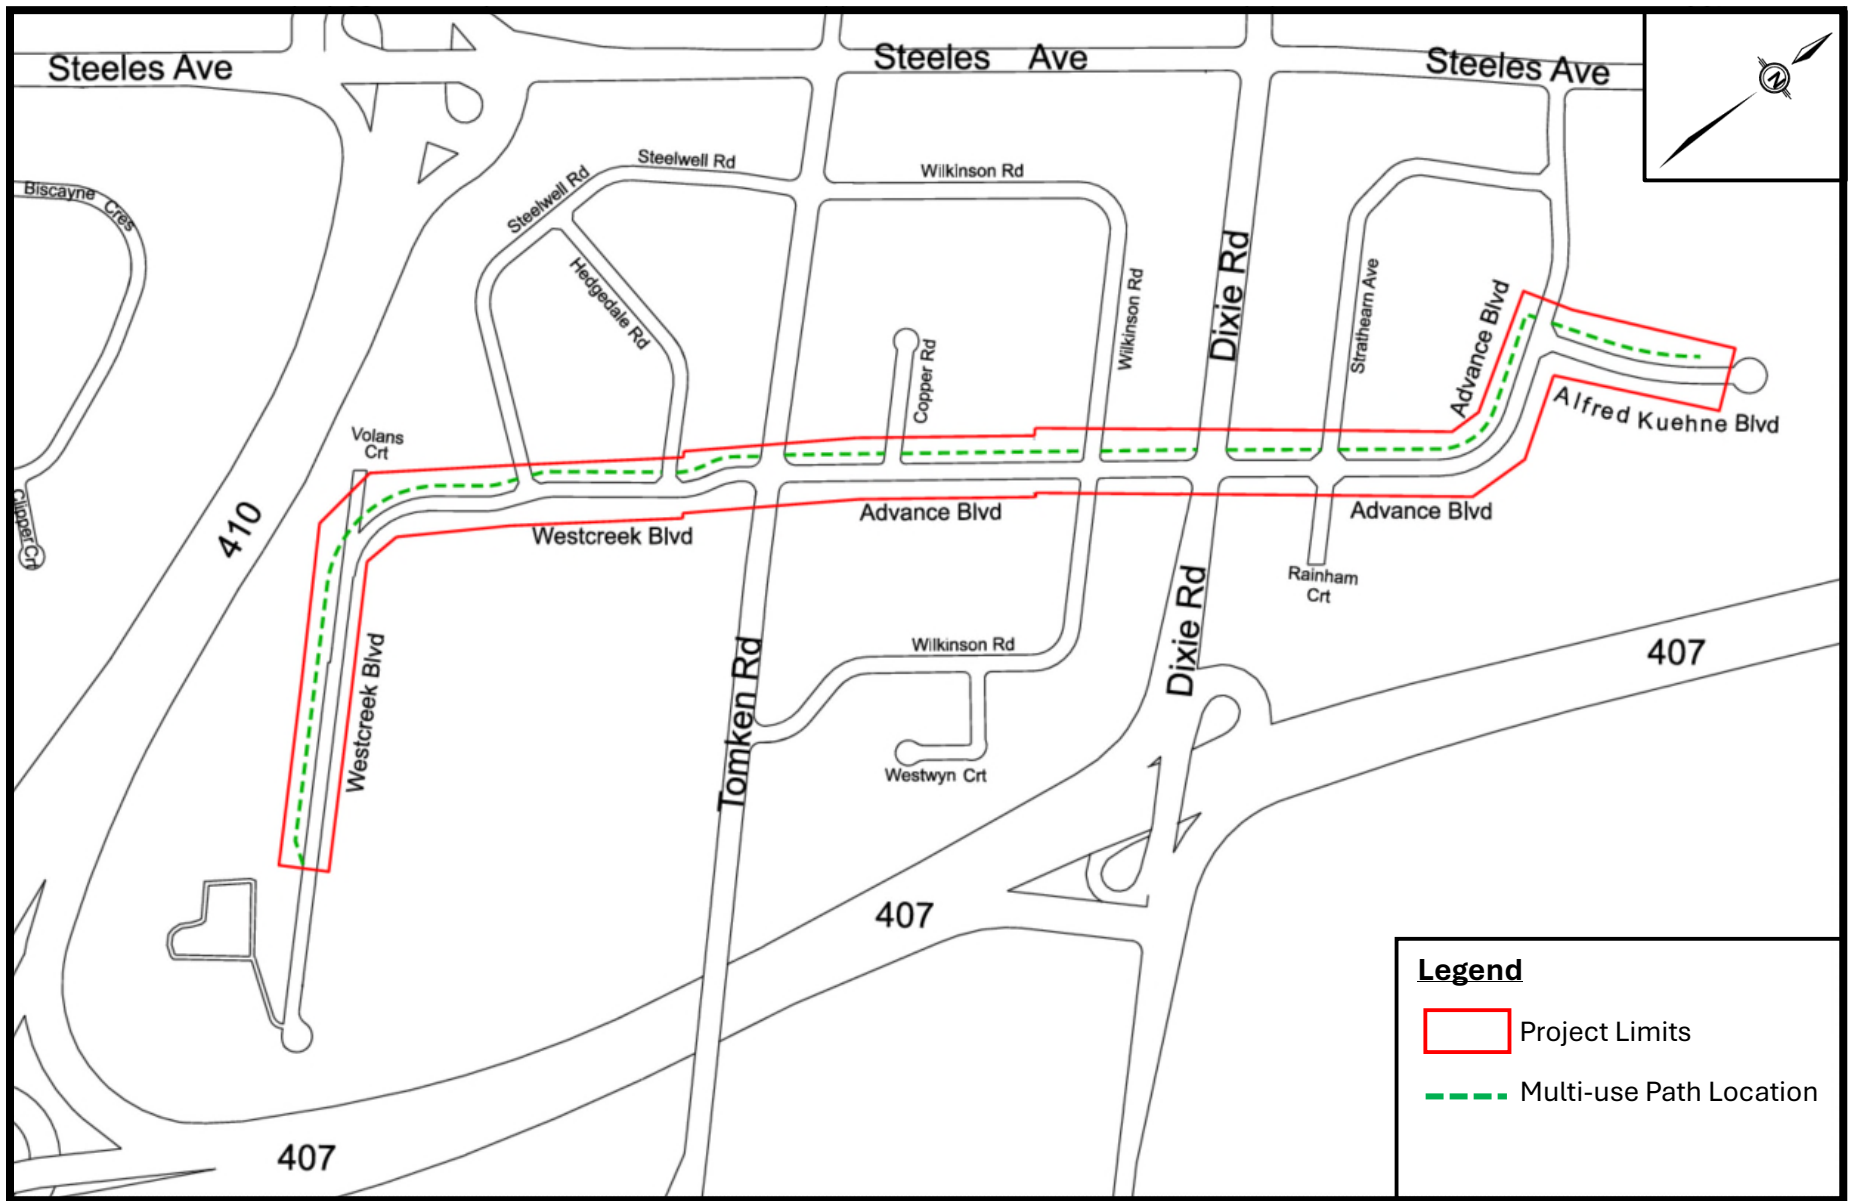 Steeles Ave
Steeles Ave
Steeles Ave
N
Biscayne Cres
Steelwell Rd
Steelwell Rd
Wilkinson Rd
Hedgedale Rd
Copper Rd
Wilkinson Rd
Dixie Rd
Strathearn Ave
Advance Blvd
Alfred Kuehne Blvd
Volans
Crt
Clipper Crt
410
Westcreek Blvd
Advance Blvd
Advance Blvd
Rainham
Crt
Dixie Rd
Westcreek Blvd
Tomken Rd
Wilkinson Rd
Westwyn Crt
407
407
407
Legend
Project Limits
Multi-use Path Location